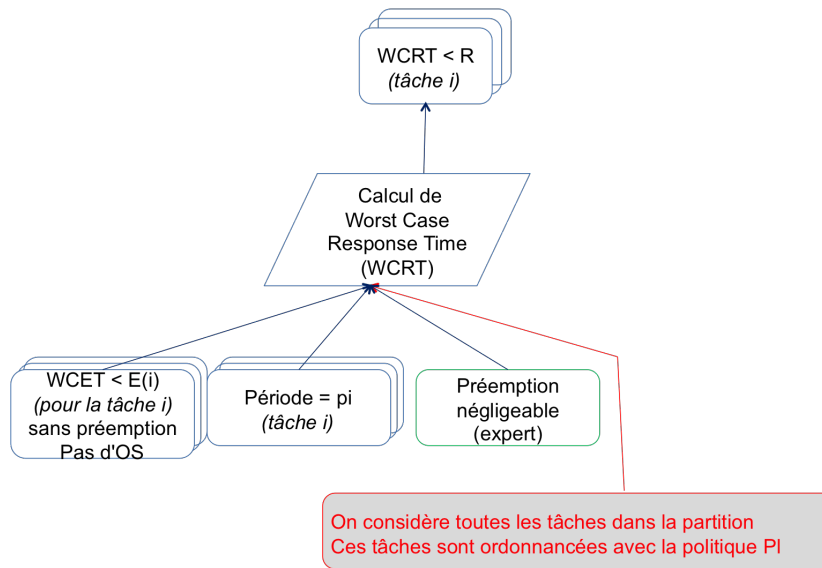 WCRT < R
(tâche i)
Calcul de
Worst Case
Response Time
(WCRT)
WCET < E(i)
(pour la tâche i)
sans préemption
Pas d'OS
Période = pi
(tâche i)
Préemption
négligeable
(expert)
On considère toutes les tâches dans la partition
Ces tâches sont ordonnancées avec la politique Pl